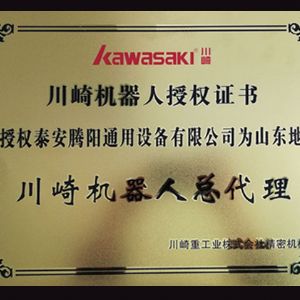 Kawasaki 川崎
川崎机器人授权证书
授权泰安腾阳通用设备有限公司为山东地
川崎机器人总代理
川崎重工业株式会社精密机械